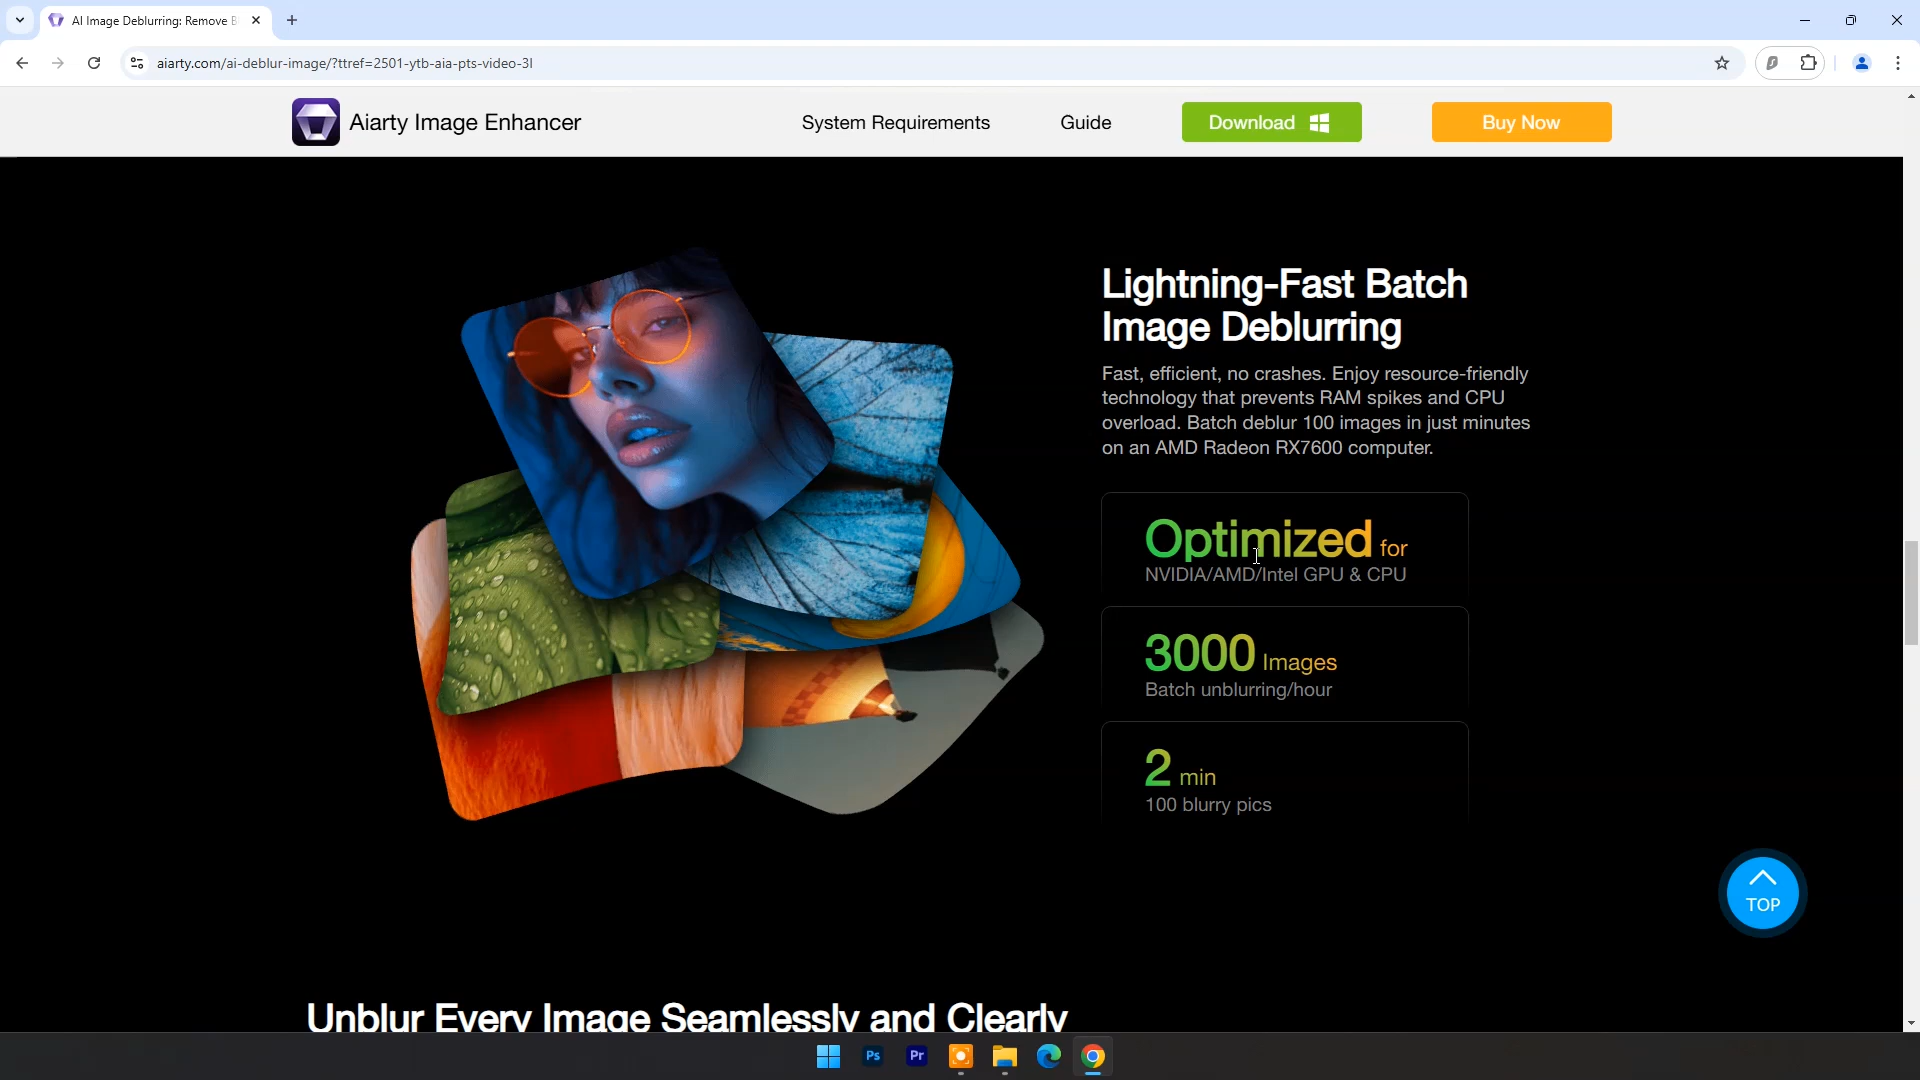 AI Image Deblurring: Remove B
aiarty.com/ai-deblur-image/?ttref=2501-ytb-aia-pts-video-3l
Aiarty Image Enhancer
System Requirements
Guide
Download
Buy Now
Lightning-Fast Batch
Image Deblurring
Fast, efficient, no crashes. Enjoy resource-friendly
technology that prevents RAM spikes and CPU
overload. Batch deblur 100 images in just minutes
on an AMD Radeon RX7600 computer.
Optimized for
NVIDIA/AMD/Intel GPU & CPU
3000 Images
Batch unblurring/hour
2 min
100 blurry pics
TOP
Unblur Every Image Seamlessly and Clearly
Ps
Pr